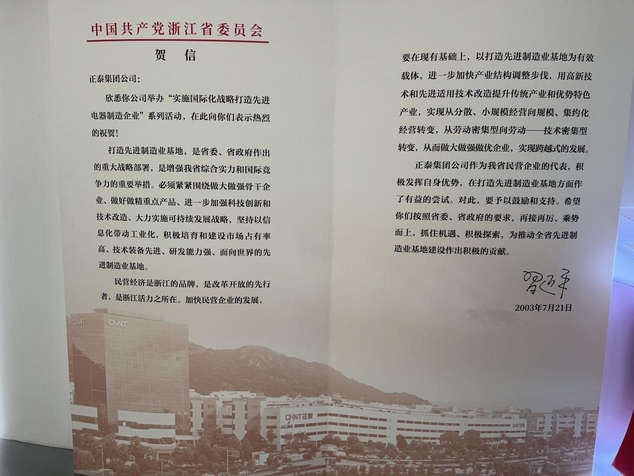 中国共产党浙江省委员会
贺 信
正泰集团公司：
欣悉你公司举办“实施国际化战略打造先进
电器制造企业”系列活动，在此向你们表示热烈
的祝贺！
打造先进制造业基地，是省委、省政府作出
的重大战略部署，是增强我省综合实力和国际竞
争力的重要举措。必须紧紧围绕做大做强骨干企
业、做好做精重点产品、进一步加强科技创新和
技术改造、大力实施可持续发展战略，坚持以信
息化带动工业化，积极培育和建设市场占有率
高、技术装备先进、研发能力强、面向世界的先
进制造业基地。
民营经济是浙江的品牌，是改革开放的先行
者，是浙江活力之所在。加快民营企业的发展，
要在现有基础上，以打造先进制造业基地为有效
载体，进一步加快产业结构调整步伐，用高新技
术和先进适用技术改造提升传统产业和优势特色
产业，实现从分散、小规模经营向规模、集约化
经营转变，从劳动密集型向劳动——技术密集型
转变，从而做大做强做优企业，实现跨越式的发展。
正泰集团公司作为我省民营企业的代表，积
极发挥自身优势，在打造先进制造业基地方面作
了有益的尝试。对此，要予以鼓励和支持。希望
你们按照省委、省政府的要求，再接再厉、乘势
而上，抓住机遇、积极探索，为推动全省先进制
造业基地建设作出积极的贡献。
习近平
2003年7月21日
CHNT
CHNT正泰